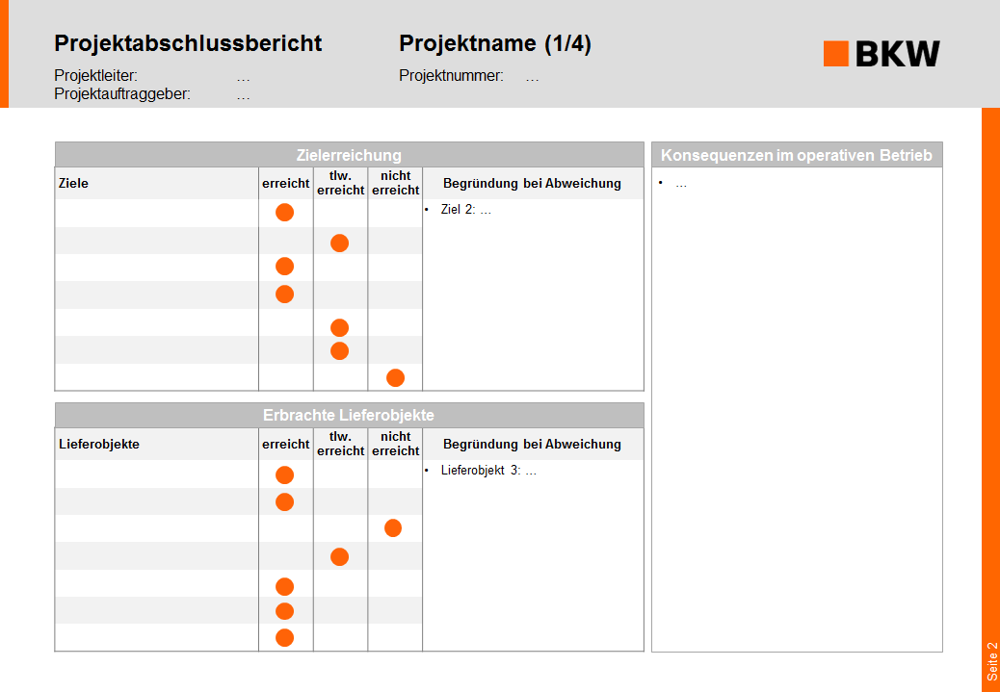 Projektabschlussbericht
Projektname (1/4)
BKW
Projektleiter: …
Projektnummer: …
Projektauftraggeber: …
Zielerreichung
Ziele
erreicht
tlw.
erreicht
nicht
erreicht
Begründung bei Abweichung
• Ziel 2: …
Erbrachte Lieferobjekte
Lieferobjekte
erreicht
tlw.
erreicht
nicht
erreicht
Begründung bei Abweichung
• Lieferobjekt 3: …
Konsequenzen im operativen Betrieb
• …
Seite 2